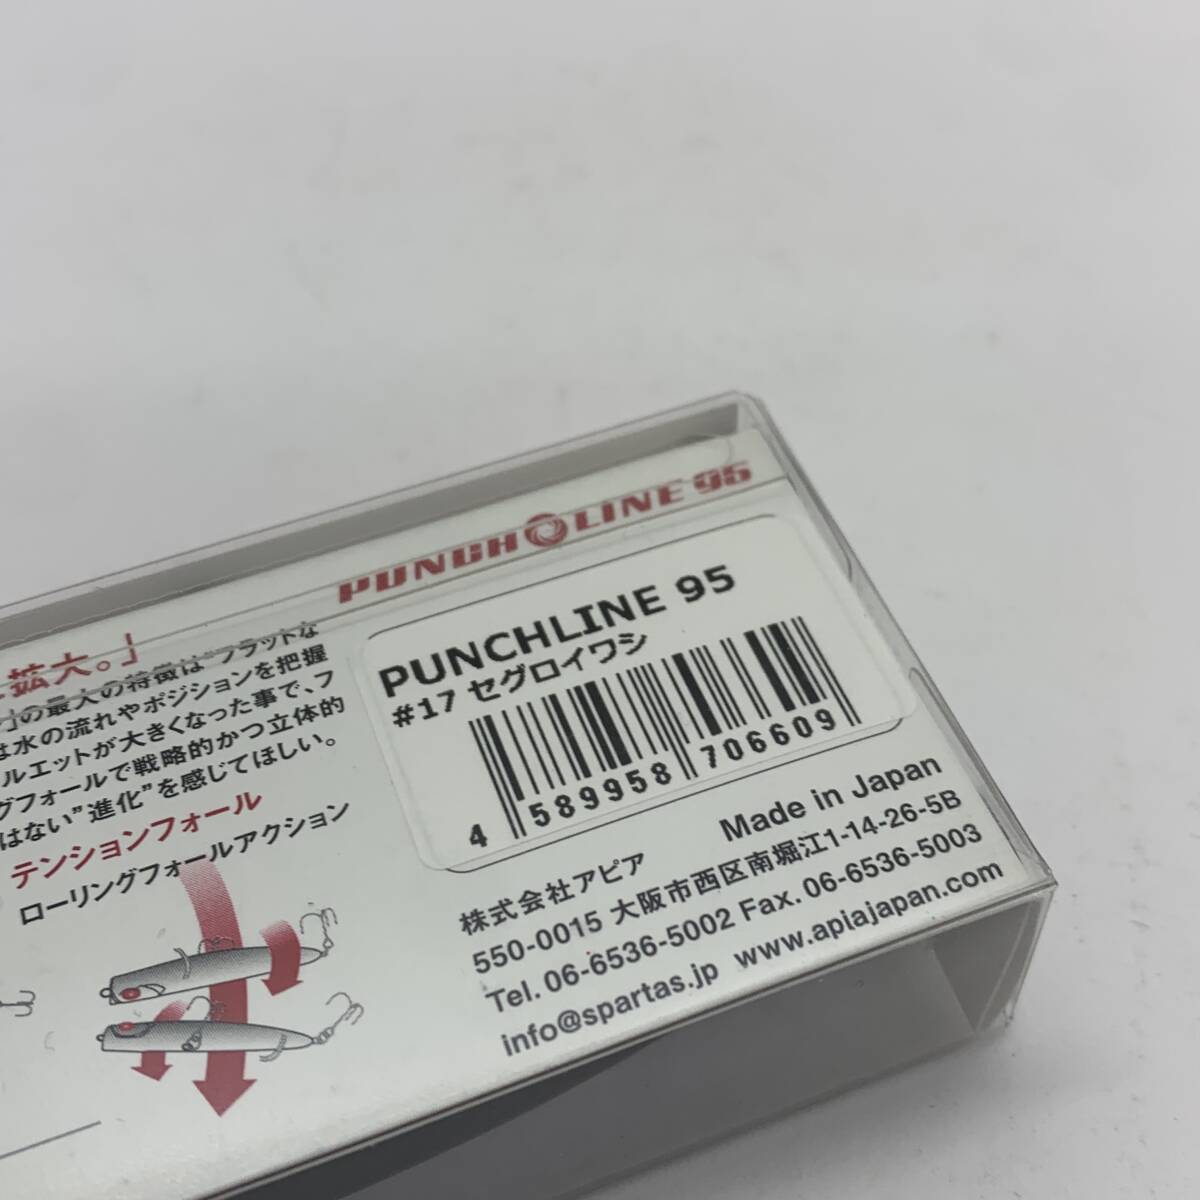 PUNCH LINE 95
PUNCHLINE 95
#17 セグロイワシ
4 589958 706609
拡大。」
」の最大の特徴は“フラットな
は水の流れやポジションを把握
ルエットが大きくなった事で、フ
グフォールで戦略的かつ立体的
はない”進化”を感じてほしい。
テンションフォール
ローリングフォールアクション
Made in Japan
株式会社アピア
550-0015 大阪市西区南堀江1-14-26-5B
Tel. 06-6536-5002 Fax. 06-6536-5003
info@spartas.jp www.apiajapan.com